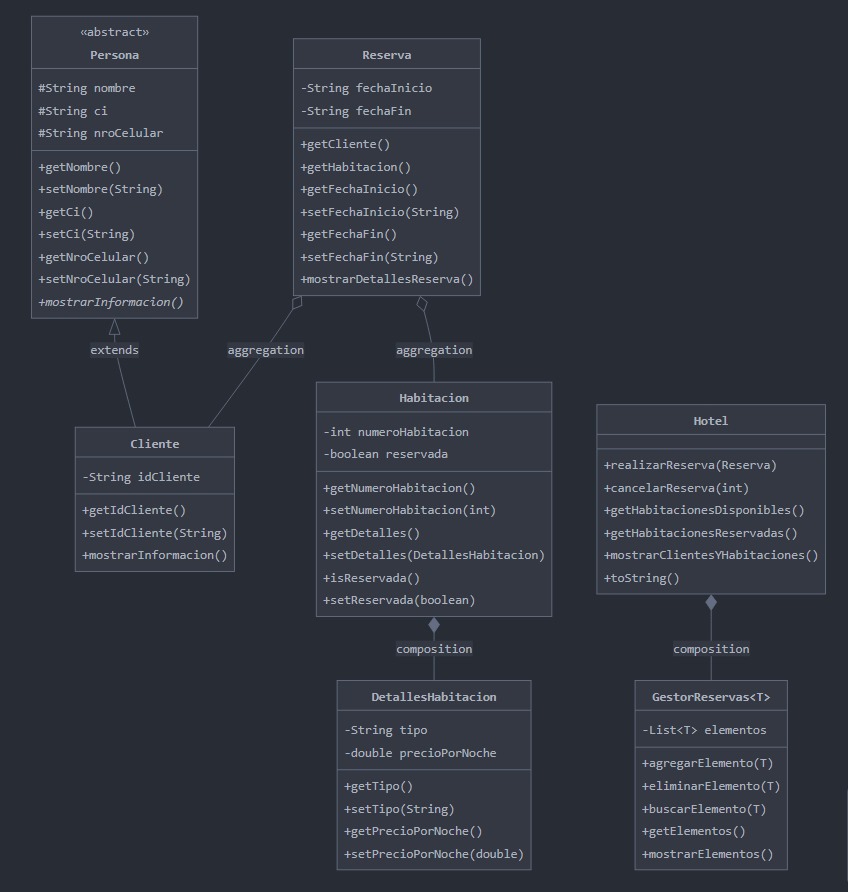 «abstract»
Persona
#String nombre
#String ci
#String nroCelular
+getNombre()
+setNombre(String)
+getCi()
+setCi(String)
+getNroCelular()
+setNroCelular(String)
+mostrarInformacion()
Reserva
-String fechaInicio
-String fechaFin
+getCliente()
+getHabitacion()
+getFechaInicio()
+setFechaInicio(String)
+getFechaFin()
+setFechaFin(String)
+mostrarDetallesReserva()
extends
aggregation
aggregation
Cliente
-String idCliente
+getIdCliente()
+setIdCliente(String)
+mostrarInformacion()
Habitacion
-int numeroHabitacion
-boolean reservada
+getNumeroHabitacion()
+setNumeroHabitacion(int)
+getDetalles()
+setDetalles(DetallesHabitacion)
+isReservada()
+setReservada(boolean)
Hotel
+realizarReserva(Reserva)
+cancelarReserva(int)
+getHabitacionesDisponibles()
+getHabitacionesReservadas()
+mostrarClientesYHabitaciones()
+toString()
composition
composition
DetallesHabitacion
-String tipo
-double precioPorNoche
+getTipo()
+setTipo(String)
+getPrecioPorNoche()
+setPrecioPorNoche(double)
GestorReservas<T>
-List<T> elementos
+agregarElemento(T)
+eliminarElemento(T)
+buscarElemento(T)
+getElementos()
+mostrarElementos()